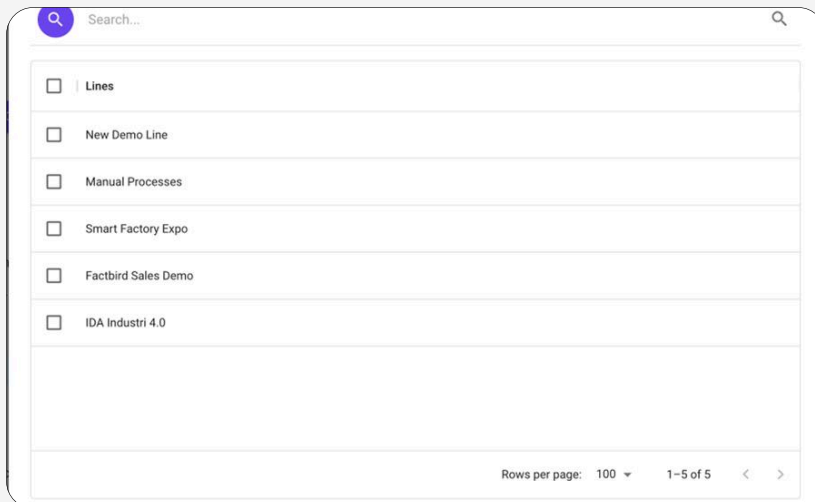 Search...
Lines
New Demo Line
Manual Processes
Smart Factory Expo
Factbird Sales Demo
IDA Industri 4.0
Rows per page: 100 1–5 of 5